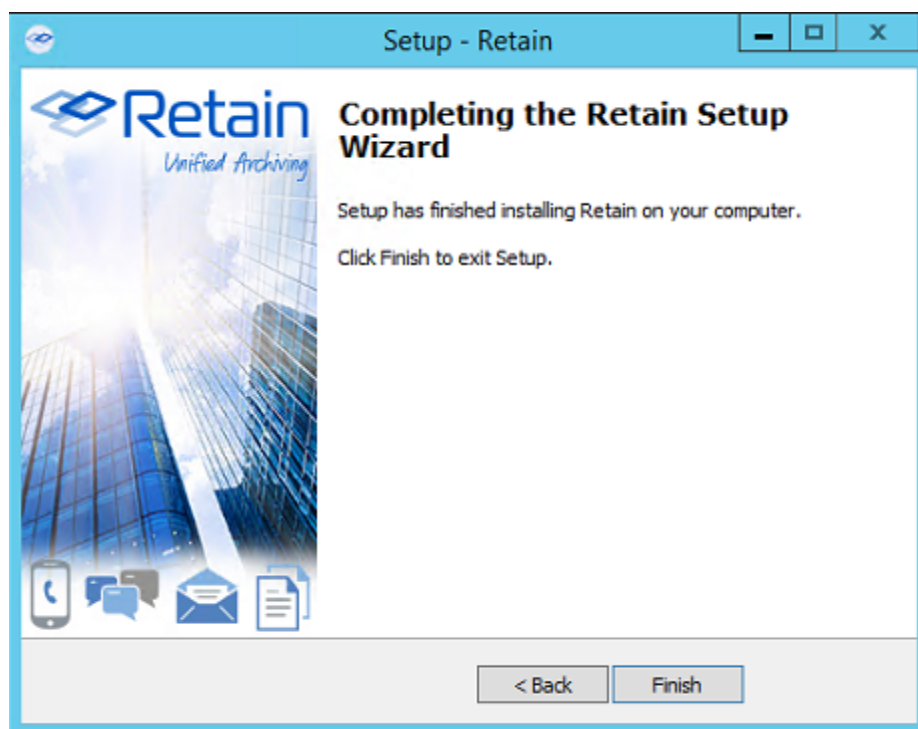 Setup - Retain
Retain
Unified Archiving
Completing the Retain Setup
Wizard
Setup has finished installing Retain on your computer.
Click Finish to exit Setup.
< Back
Finish